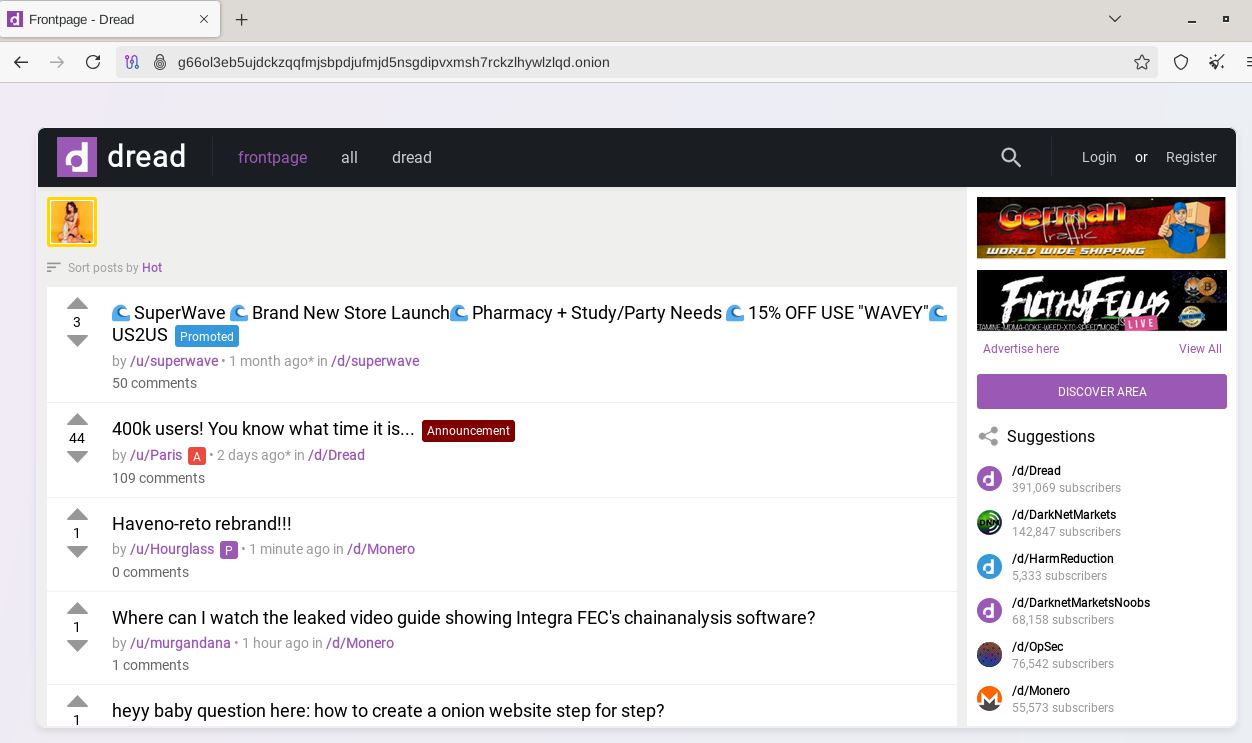 Frontpage - Dread
g66ol3eb5ujdckzqqfmjsbpdjufmjd5nsgdipvxmsh7rckzlhywlzlqd.onion
dread
frontpage
all
dread
Login or Register
Sort posts by Hot
3
🌊 SuperWave 🌊 Brand New Store Launch🌊 Pharmacy + Study/Party Needs 🌊 15% OFF USE "WAVEY"🌊
US2US Promoted
by /u/superwave • 1 month ago* in /d/superwave
50 comments
44
400k users! You know what time it is... Announcement
by /u/Paris A • 2 days ago* in /d/Dread
109 comments
1
Haveno-reto rebrand!!!
by /u/Hourglass P • 1 minute ago in /d/Monero
0 comments
1
Where can I watch the leaked video guide showing Integra FEC's chainanalysis software?
by /u/murgandana • 1 hour ago in /d/Monero
1 comments
1
heyy baby question here: how to create a onion website step for step?
German
Traffic
WORLD WIDE SHIPPING
FILTHYFELLAS
ETAMINE-MDMA-COKE-WEED-XTC-SPEED*MORE
LIVE
Advertise here
View All
DISCOVER AREA
Suggestions
/d/Dread
391,069 subscribers
/d/DarkNetMarkets
142,847 subscribers
/d/HarmReduction
5,333 subscribers
/d/DarknetMarketsNoobs
68,158 subscribers
/d/OpSec
76,542 subscribers
/d/Monero
55,573 subscribers